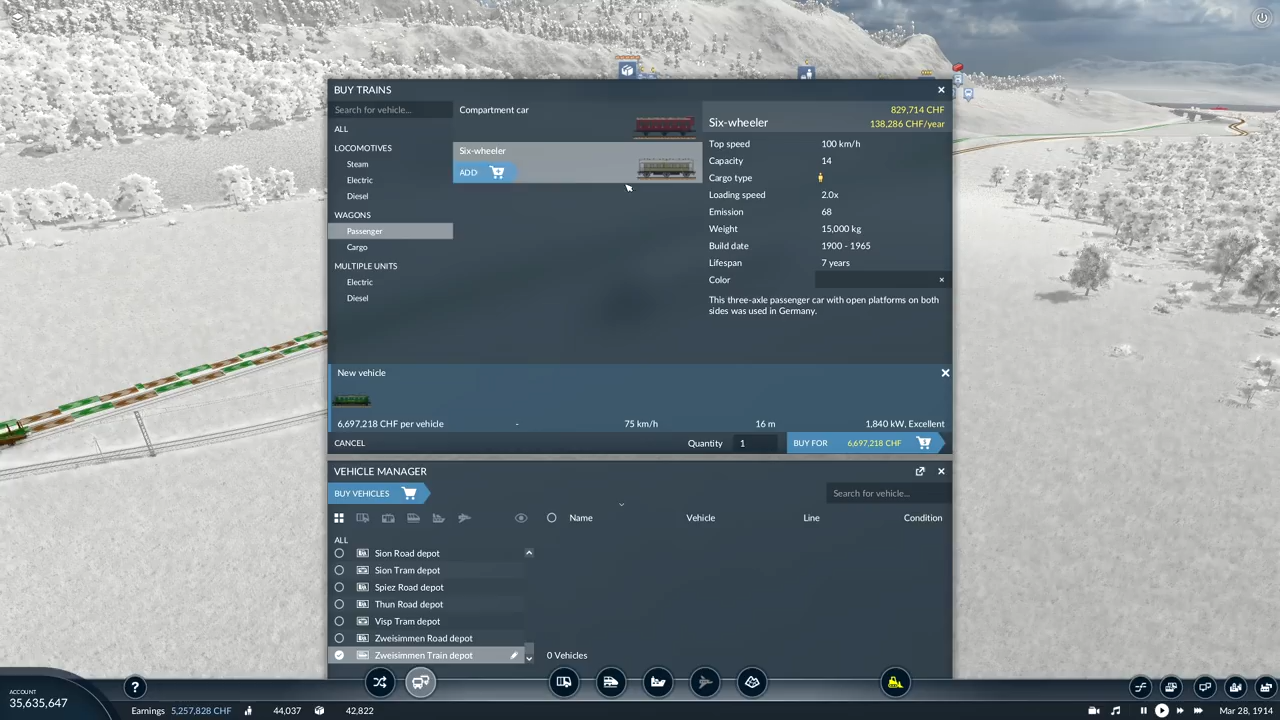 BUY TRAINS
Search for vehicle...
ALL
LOCOMOTIVES
Steam
Electric
Diesel
WAGONS
Passenger
Cargo
MULTIPLE UNITS
Electric
Diesel
Compartment car
Six-wheeler
ADD
829,714 CHF
Six-wheeler
138,286 CHF/year
Top speed 100 km/h
Capacity 14
Cargo type
Loading speed 2.0x
Emission 68
Weight 15,000 kg
Build date 1900 - 1965
Lifespan 7 years
Color
This three-axle passenger car with open platforms on both
sides was used in Germany.
New vehicle
6,697,218 CHF per vehicle - 75 km/h 16 m 1,840 kW, Excellent
CANCEL Quantity 1 BUY FOR 6,697,218 CHF
VEHICLE MANAGER
BUY VEHICLES Search for vehicle...
Name Vehicle Line Condition
ALL
Sion Road depot
Sion Tram depot
Spiez Road depot
Thun Road depot
Visp Tram depot
Zweisimmen Road depot
Zweisimmen Train depot 0 Vehicles
ACCOUNT
35,635,647
?
Earnings 5,257,828 CHF 44,037 42,822 Mar 28, 1914